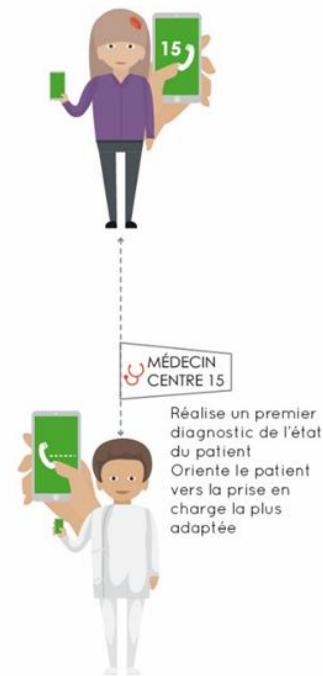 15
MÉDECIN
CENTRE 15
Réalise un premier
diagnostic de l'état
du patient
Oriente le patient
vers la prise en
charge la plus
adaptée